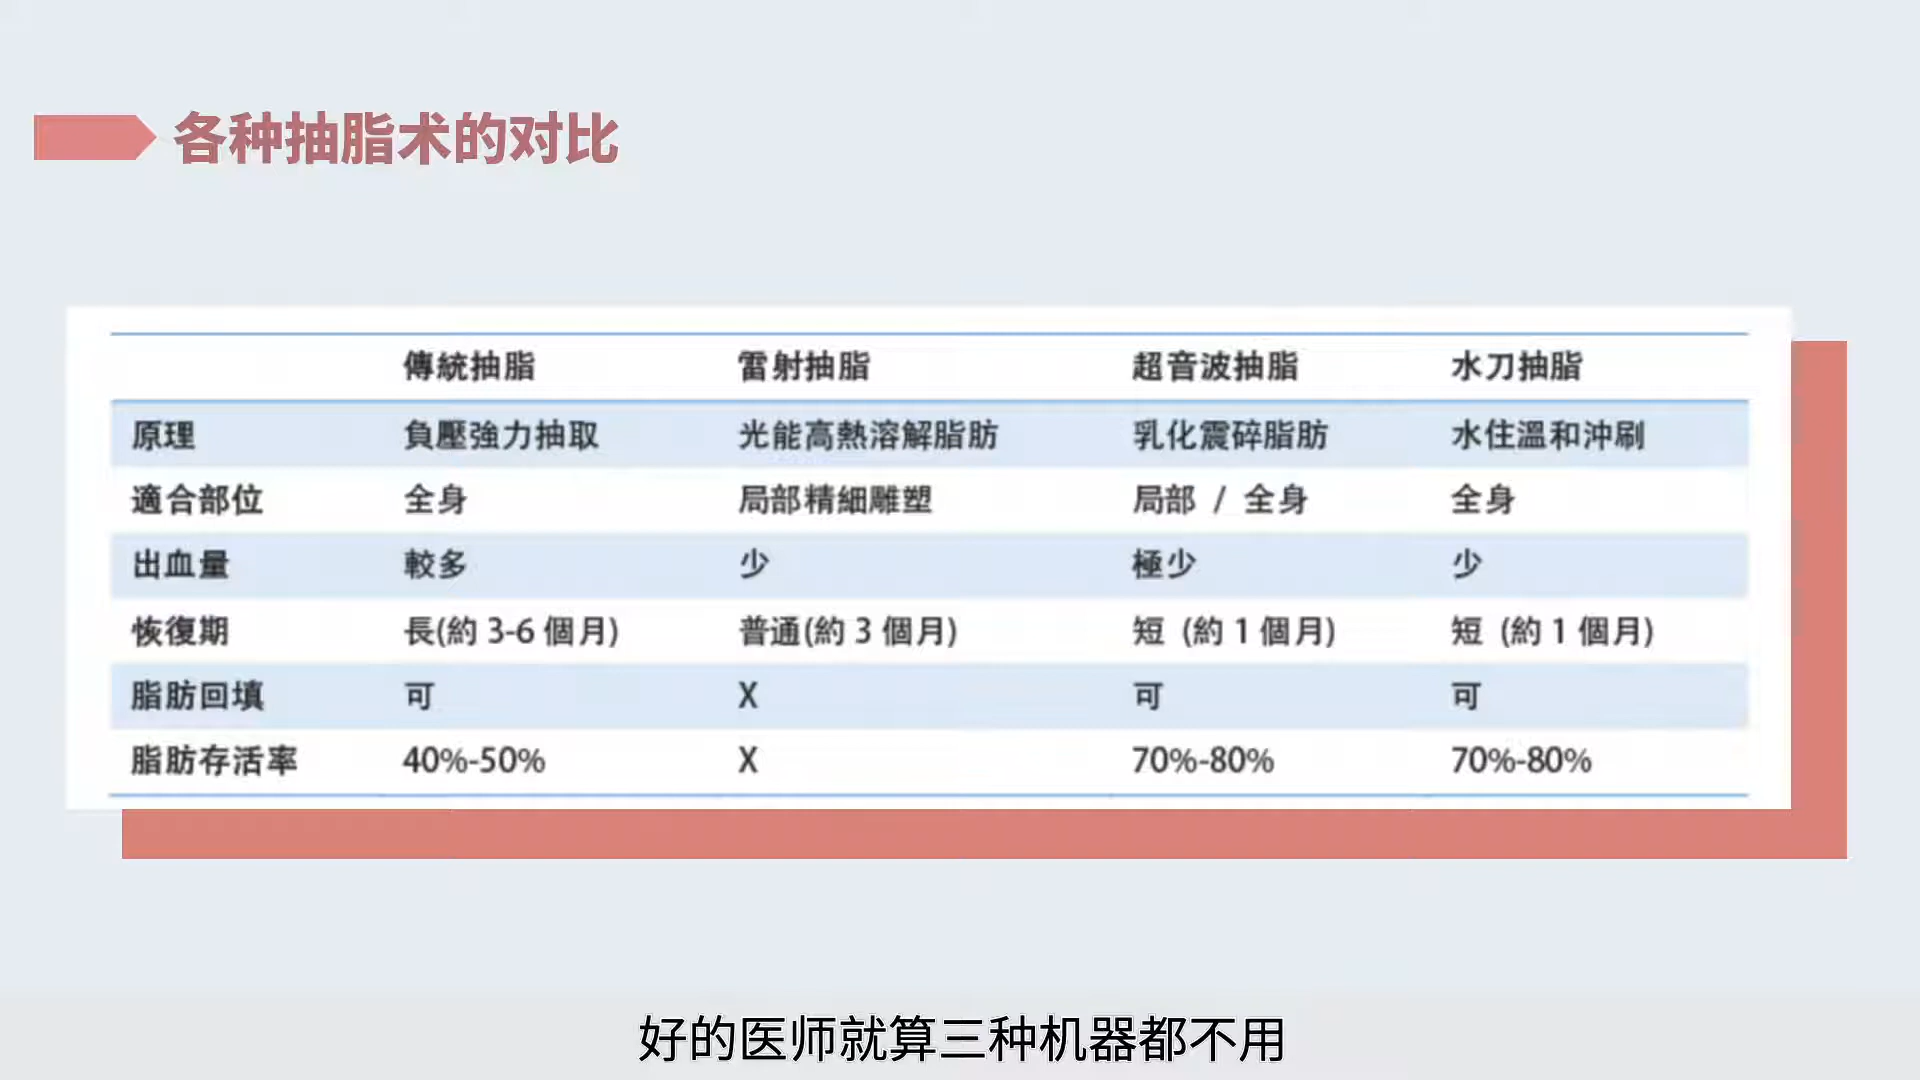 各种抽脂术的对比
傳統抽脂 雷射抽脂 超音波抽脂 水刀抽脂
原理 負壓強力抽取 光能高熱溶解脂肪 乳化震碎脂肪 水住溫和沖刷
適合部位 全身 局部精細雕塑 局部 / 全身 全身
出血量 較多 少 極少 少
恢復期 長(約 3-6 個月) 普通(約 3 個月) 短 (約 1 個月) 短 (約 1 個月)
脂肪回填 可 X 可 可
脂肪存活率 40%-50% X 70%-80% 70%-80%
好的医师就算三种机器都不用